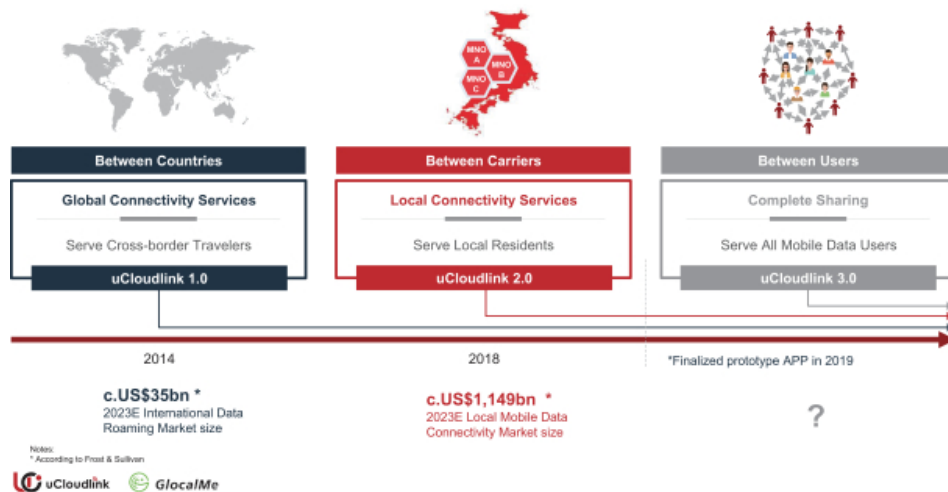 MNO
A
MNO
B
MNO
C
Between Countries
Global Connectivity Services
Serve Cross-border Travelers
uCloudlink 1.0
Between Carriers
Local Connectivity Services
Serve Local Residents
uCloudlink 2.0
Between Users
Complete Sharing
Serve All Mobile Data Users
uCloudlink 3.0
2014
2018
*Finalized prototype APP in 2019
c.US$35bn *
2023E International Data
Roaming Market size
c.US$1,149bn *
2023E Local Mobile Data
Connectivity Market size
?
Notes:
* According to Frost & Sullivan
uCloudlink
GlocalMe